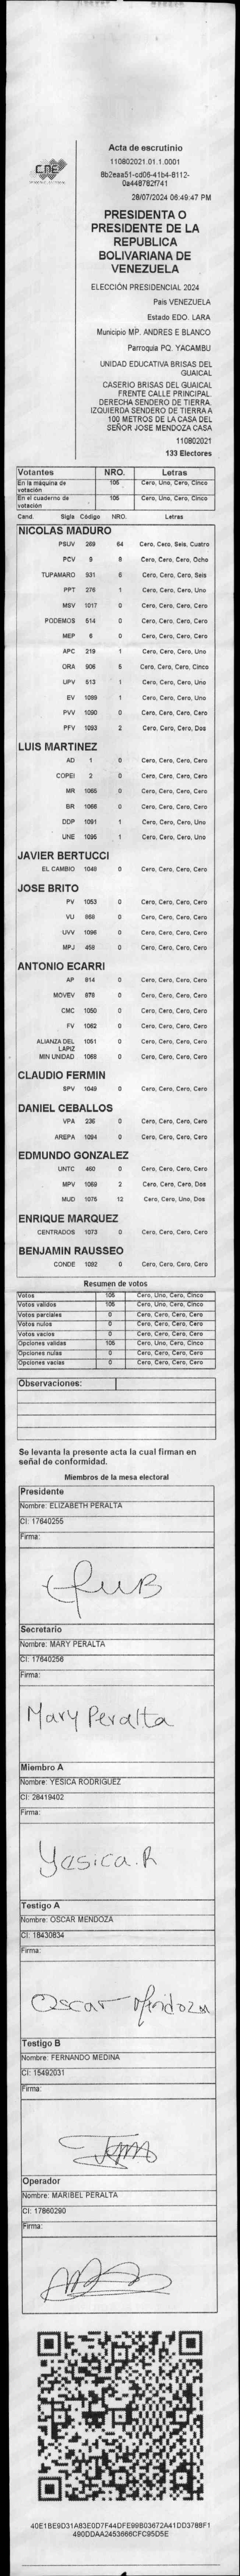 CNE
Acta de escrutinio
110802021.01.1.0001
8b2eaa51-cd06-41b4-8112-
0a448782f741
28/07/2024 06:49:47 PM
PRESIDENTA O
PRESIDENTE DE LA
REPUBLICA
BOLIVARIANA DE
VENEZUELA
ELECCIÓN PRESIDENCIAL 2024
País VENEZUELA
Estado EDO. LARA
Municipio MP. ANDRES E BLANCO
Parroquia PQ. YACAMBU
UNIDAD EDUCATIVA BRISAS DEL
GUAICAL
CASERIO BRISAS DEL GUAICAL
FRENTE CALLE PRINCIPAL.
DERECHA SENDERO DE TIERRA.
IZQUIERDA SENDERO DE TIERRA A
100 METROS DE LA CASA DEL
SEÑOR JOSE MENDOZA CASA
110802021
133 Electores
Votantes NRO. Letras
En la máquina de votación 105 Cero, Uno, Cero, Cinco
En el cuaderno de votación 105 Cero, Uno, Cero, Cinco
Cand. Sigla Código NRO. Letras
NICOLAS MADURO
PSUV 269 64 Cero, Cero, Seis, Cuatro
PCV 9 8 Cero, Cero, Cero, Ocho
TUPAMARO 931 6 Cero, Cero, Cero, Seis
PPT 276 1 Cero, Cero, Cero, Uno
MSV 1017 0 Cero, Cero, Cero, Cero
PODEMOS 514 0 Cero, Cero, Cero, Cero
MEP 6 0 Cero, Cero, Cero, Cero
APC 219 1 Cero, Cero, Cero, Uno
ORA 906 5 Cero, Cero, Cero, Cinco
UPV 513 1 Cero, Cero, Cero, Uno
EV 1089 1 Cero, Cero, Cero, Uno
PVV 1090 0 Cero, Cero, Cero, Cero
PFV 1093 2 Cero, Cero, Cero, Dos
LUIS MARTINEZ
AD 1 0 Cero, Cero, Cero, Cero
COPEI 2 0 Cero, Cero, Cero, Cero
MR 1065 0 Cero, Cero, Cero, Cero
BR 1066 0 Cero, Cero, Cero, Cero
DDP 1091 1 Cero, Cero, Cero, Uno
UNE 1095 1 Cero, Cero, Cero, Uno
JAVIER BERTUCCI
EL CAMBIO 1048 0 Cero, Cero, Cero, Cero
JOSE BRITO
PV 1053 0 Cero, Cero, Cero, Cero
VU 868 0 Cero, Cero, Cero, Cero
UVV 1096 0 Cero, Cero, Cero, Cero
MPJ 458 0 Cero, Cero, Cero, Cero
ANTONIO ECARRI
AP 814 0 Cero, Cero, Cero, Cero
MOVEV 878 0 Cero, Cero, Cero, Cero
CMC 1050 0 Cero, Cero, Cero, Cero
FV 1062 0 Cero, Cero, Cero, Cero
ALIANZA DEL LAPIZ 1051 0 Cero, Cero, Cero, Cero
MIN UNIDAD 1068 0 Cero, Cero, Cero, Cero
CLAUDIO FERMIN
SPV 1049 0 Cero, Cero, Cero, Cero
DANIEL CEBALLOS
VPA 236 0 Cero, Cero, Cero, Cero
AREPA 1094 0 Cero, Cero, Cero, Cero
EDMUNDO GONZALEZ
UNTC 460 0 Cero, Cero, Cero, Cero
MPV 1069 2 Cero, Cero, Cero, Dos
MUD 1075 12 Cero, Cero, Uno, Dos
ENRIQUE MARQUEZ
CENTRADOS 1073 0 Cero, Cero, Cero, Cero
BENJAMIN RAUSSEO
CONDE 1092 0 Cero, Cero, Cero, Cero
Resumen de votos
Votos 105 Cero, Uno, Cero, Cinco
Votos validos 105 Cero, Uno, Cero, Cinco
Votos parciales 0 Cero, Cero, Cero, Cero
Votos nulos 0 Cero, Cero, Cero, Cero
Votos vacíos 0 Cero, Cero, Cero, Cero
Opciones validas 105 Cero, Uno, Cero, Cinco
Opciones nulas 0 Cero, Cero, Cero, Cero
Opciones vacías 0 Cero, Cero, Cero, Cero
Observaciones:
Se levanta la presente acta la cual firman en
señal de conformidad.
Miembros de la mesa electoral
Presidente
Nombre: ELIZABETH PERALTA
CI: 17640255
Firma:
Secretario
Nombre: MARY PERALTA
CI: 17640256
Firma:
Mary Peralta
Miembro A
Nombre: YESICA RODRIGUEZ
CI: 28419402
Firma:
Yesica.R
Testigo A
Nombre: OSCAR MENDOZA
CI: 18430834
Firma:
Oscar Mendoza
Testigo B
Nombre: FERNANDO MEDINA
CI: 15492031
Firma:
Operador
Nombre: MARIBEL PERALTA
CI: 17860290
Firma:
40E1BE9D31A83E0D7F44DFE99B03672A41DD3788F1
490DDAA2453666CFC95D5E